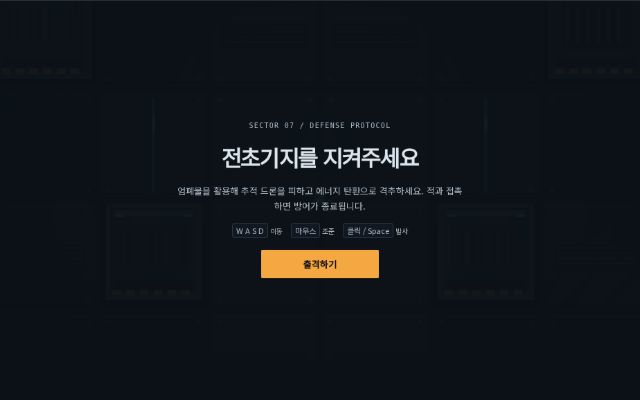 SECTOR 07 / DEFENSE PROTOCOL
전초기지를 지켜주세요
엄폐물을 활용해 추적 드론을 피하고 에너지 탄환으로 격추하세요. 적과 접촉
하면 방어가 종료됩니다.
W A S D 이동 마우스 조준 클릭 / Space 발사
출격하기